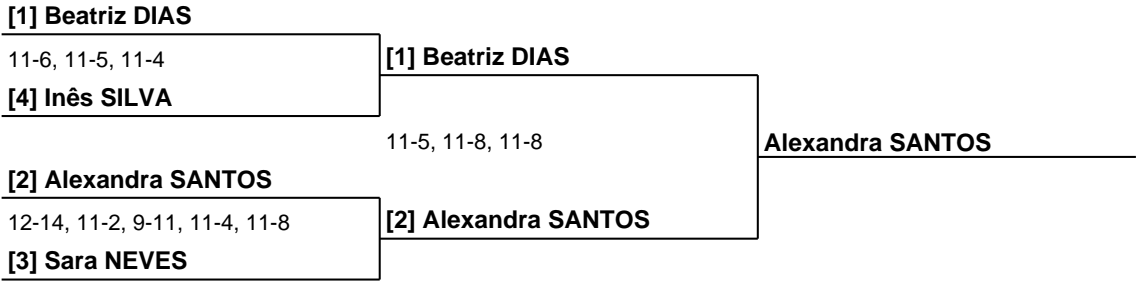 [1] Beatriz DIAS
11-6, 11-5, 11-4
[1] Beatriz DIAS
[4] Inês SILVA
11-5, 11-8, 11-8
Alexandra SANTOS
[2] Alexandra SANTOS
12-14, 11-2, 9-11, 11-4, 11-8
[2] Alexandra SANTOS
[3] Sara NEVES